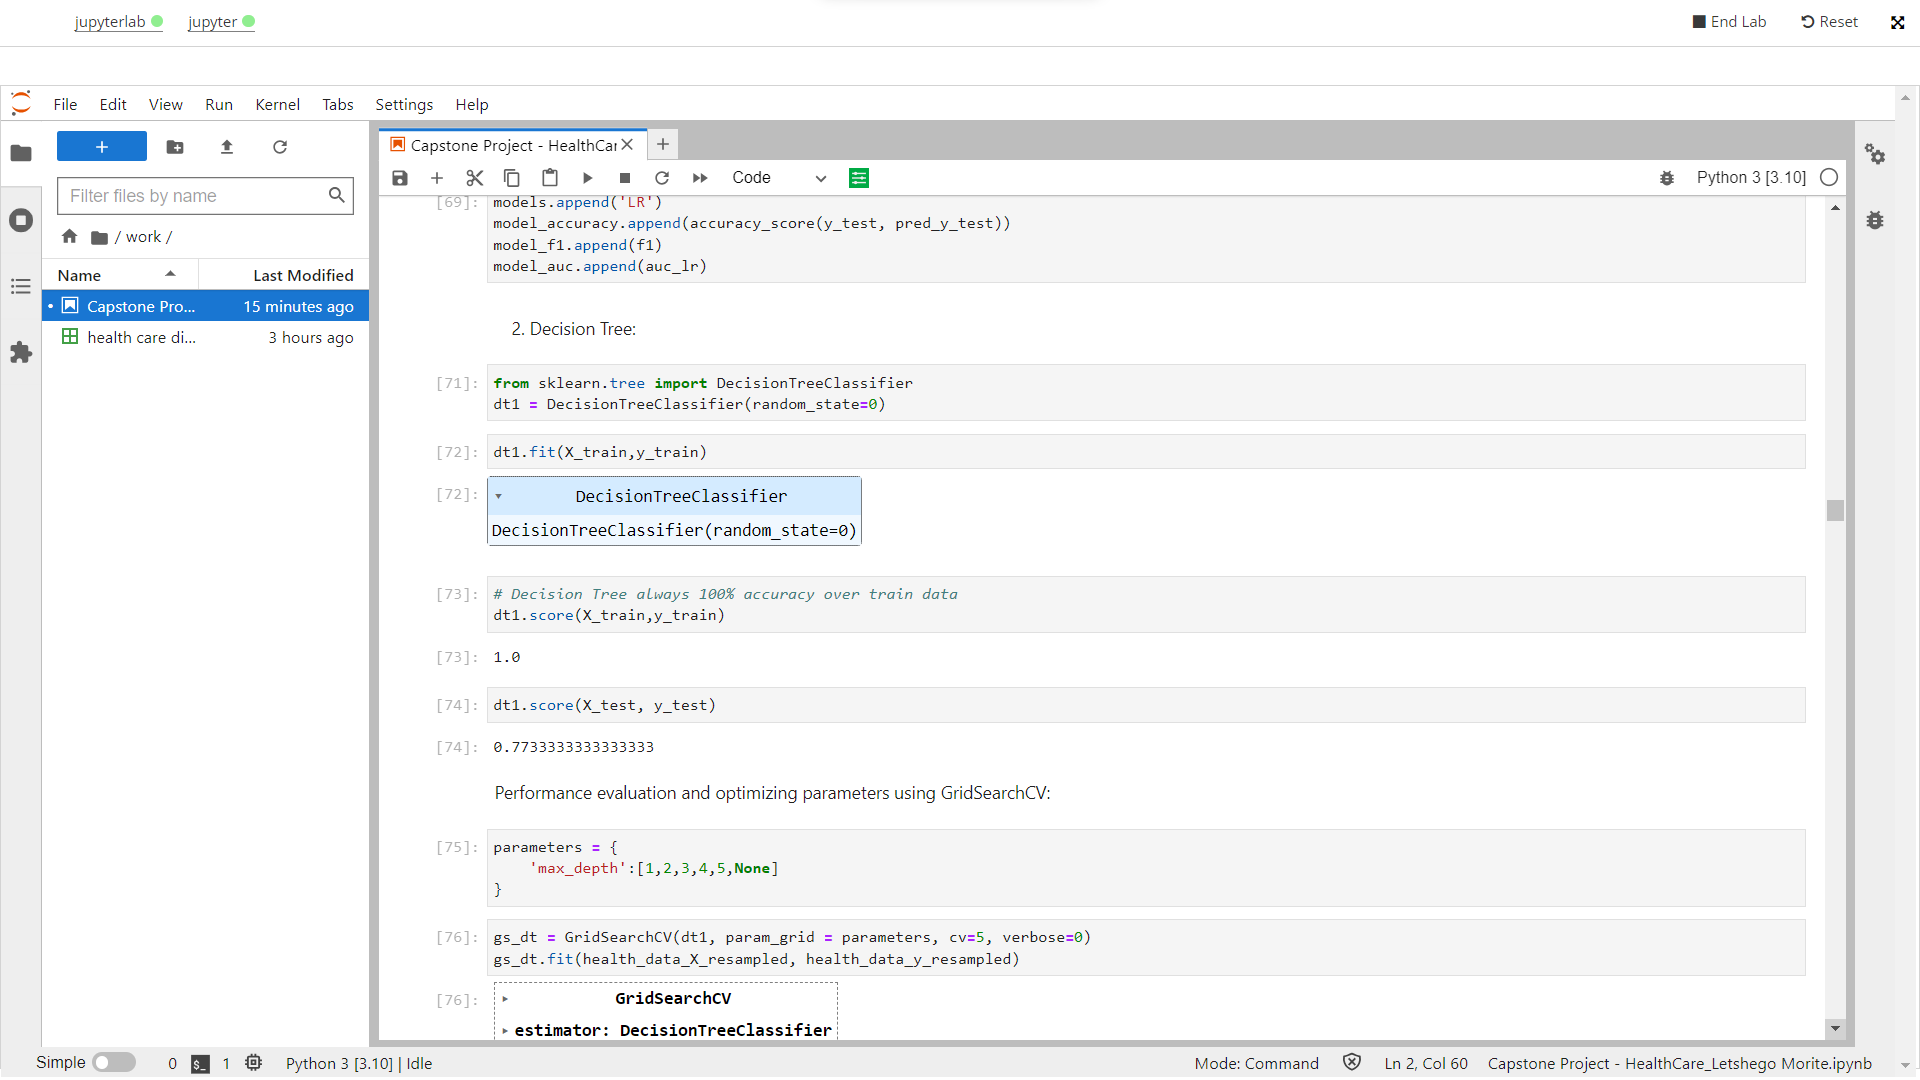 jupyterlab jupyter End Lab Reset
File Edit View Run Kernel Tabs Settings Help
Capstone Project - HealthCar
Filter files by name
Code
Python 3 [3.10]
/ work /
Name Last Modified
Capstone Pro... 15 minutes ago
health care di... 3 hours ago
[69]: models.append('LR')
model_accuracy.append(accuracy_score(y_test, pred_y_test))
model_f1.append(f1)
model_auc.append(auc_lr)
2. Decision Tree:
[71]: from sklearn.tree import DecisionTreeClassifier
dt1 = DecisionTreeClassifier(random_state=0)
[72]: dt1.fit(X_train,y_train)
[72]: DecisionTreeClassifier
DecisionTreeClassifier(random_state=0)
[73]: # Decision Tree always 100% accuracy over train data
dt1.score(X_train,y_train)
[73]: 1.0
[74]: dt1.score(X_test, y_test)
[74]: 0.7733333333333333
Performance evaluation and optimizing parameters using GridSearchCV:
[75]: parameters = {
'max_depth':[1,2,3,4,5,None]
}
[76]: gs_dt = GridSearchCV(dt1, param_grid = parameters, cv=5, verbose=0)
gs_dt.fit(health_data_X_resampled, health_data_y_resampled)
[76]: GridSearchCV
estimator: DecisionTreeClassifier
Simple 0 $_ 1 Python 3 [3.10] | Idle Mode: Command Ln 2, Col 60 Capstone Project - HealthCare_Letshego Morite.ipynb